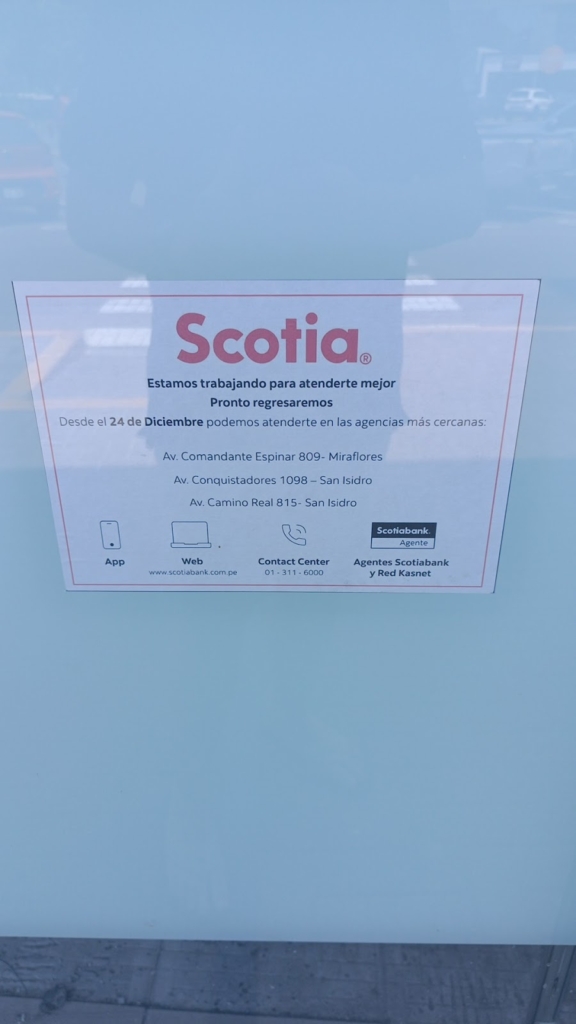 Scotia®
Estamos trabajando para atenderte mejor
Pronto regresaremos
Desde el 24 de Diciembre podemos atenderte en las agencias más cercanas:
Av. Comandante Espinar 809- Miraflores
Av. Conquistadores 1098 – San Isidro
Av. Camino Real 815- San Isidro
Scotiabank.
Agente
App
Web
www.scotiabank.com.pe
Contact Center
01 - 311 - 6000
Agentes Scotiabank
y Red Kasnet